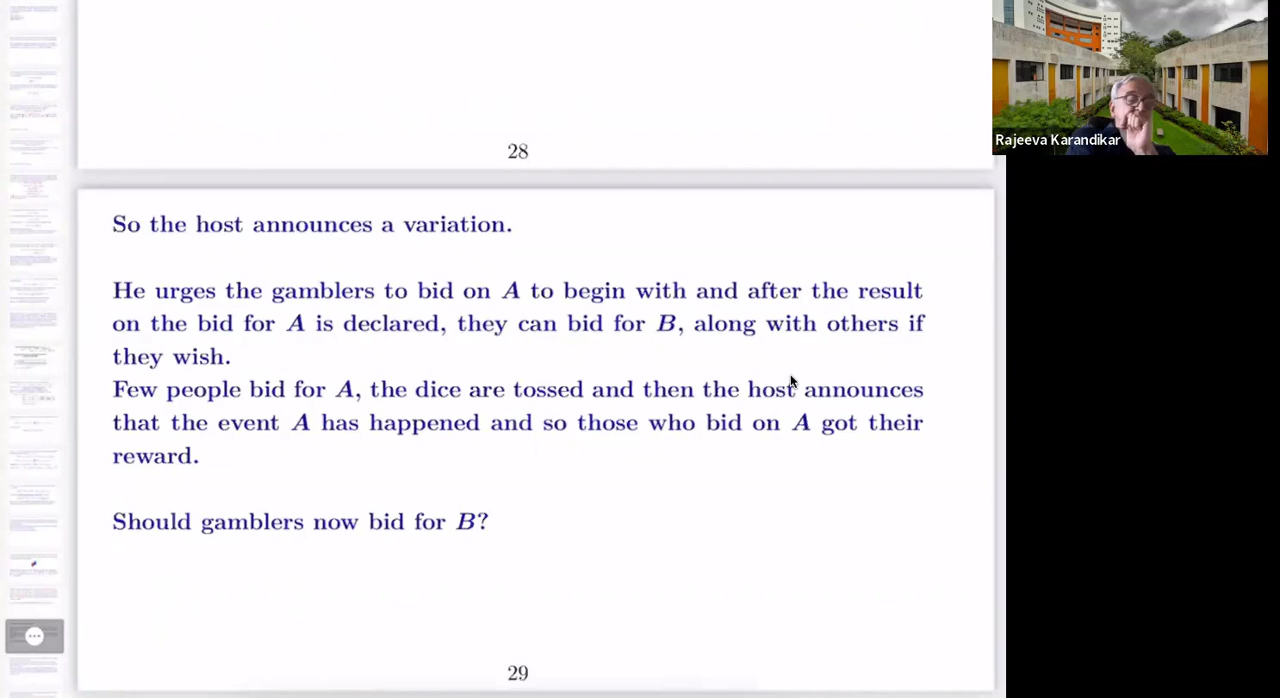 Rajeeva Karandikar
28
So the host announces a variation.
He urges the gamblers to bid on A to begin with and after the result
on the bid for A is declared, they can bid for B, along with others if
they wish.
Few people bid for A, the dice are tossed and then the host announces
that the event A has happened and so those who bid on A got their
reward.
Should gamblers now bid for B?
29